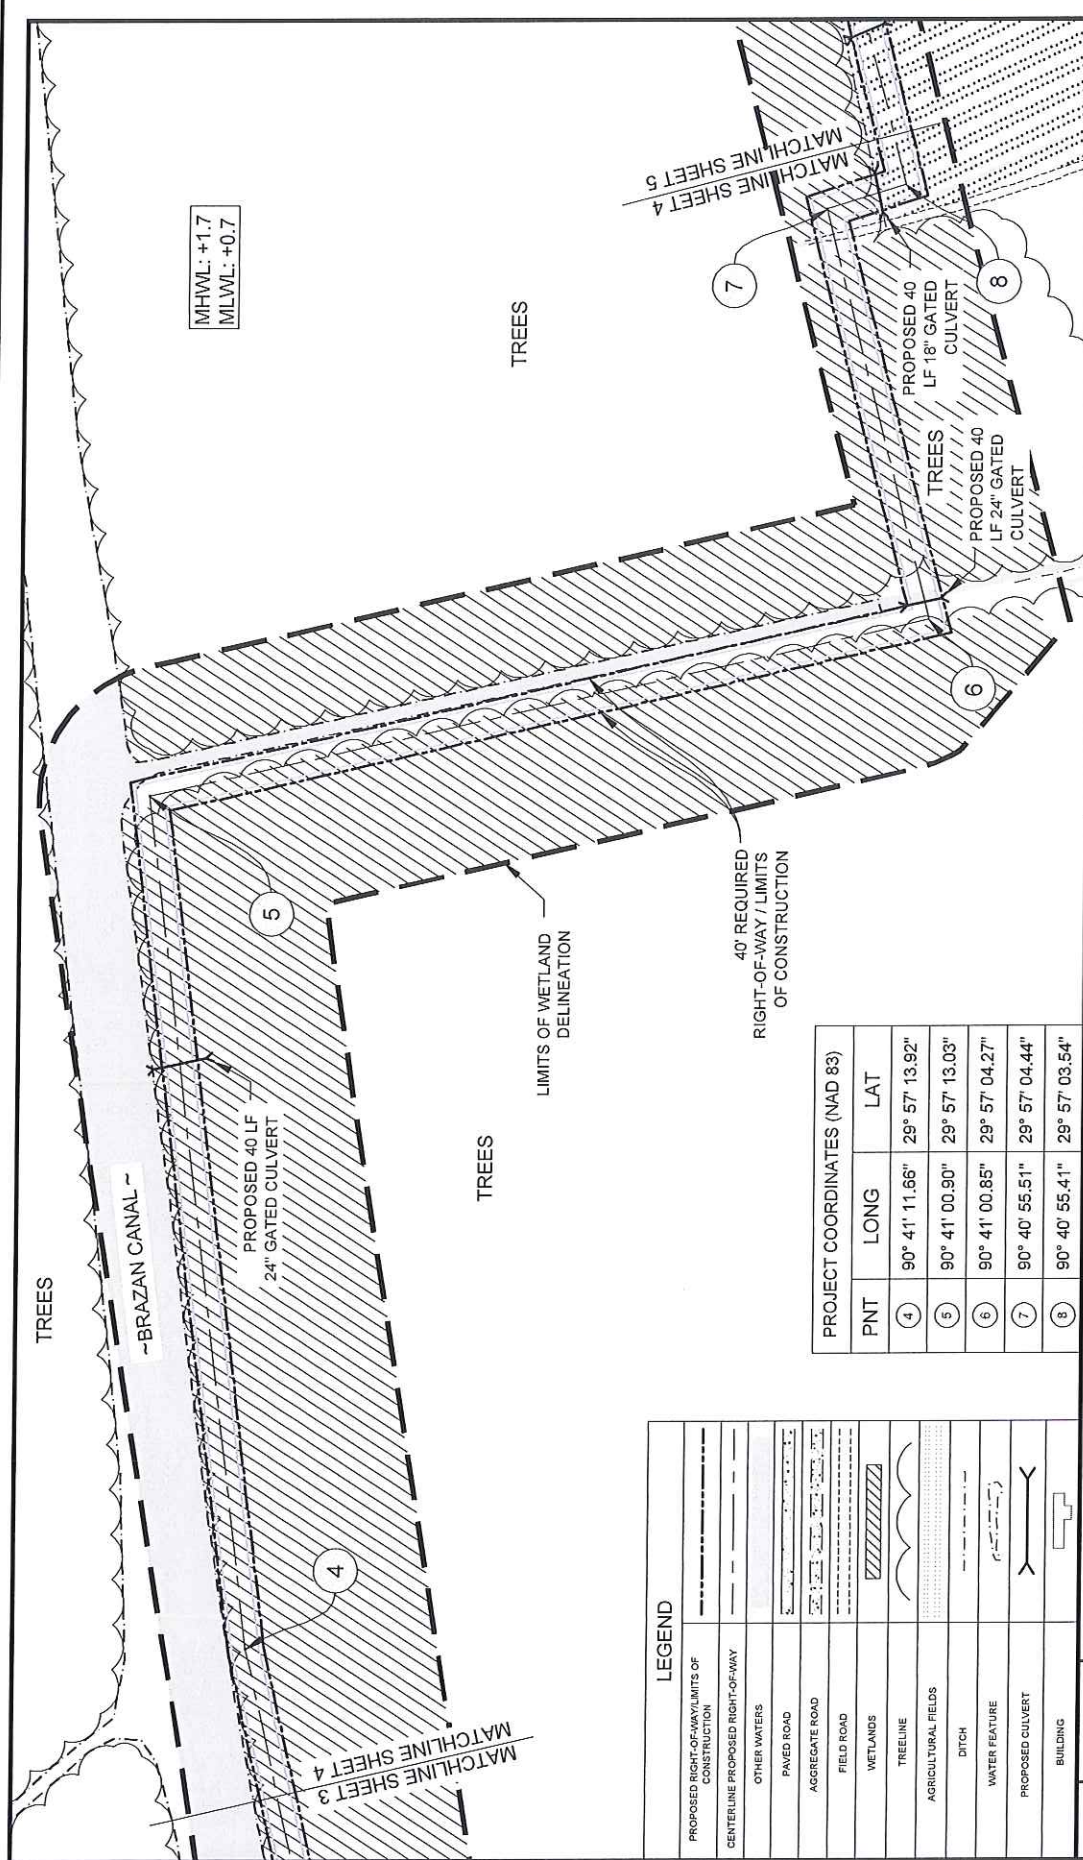 TREES
~BRAZAN CANAL~
MHWL: +1.7
MLWL: +0.7
PROPOSED 40 LF
24" GATED CULVERT
4
5
MATCHLINE SHEET 3
MATCHLINE SHEET 4
TREES
LIMITS OF WETLAND
DELINEATION
40' REQUIRED
RIGHT-OF-WAY / LIMITS
OF CONSTRUCTION
TREES
MATCHLINE SHEET 4
MATCHLINE SHEET 5
7
PROPOSED 40
LF 18" GATED
CULVERT
8
TREES
PROPOSED 40
LF 24" GATED
CULVERT
6
LEGEND
PROPOSED RIGHT-OF-WAY/LIMITS OF
CONSTRUCTION
CENTERLINE PROPOSED RIGHT-OF-WAY
OTHER WATERS
PAVED ROAD
AGGREGATE ROAD
FIELD ROAD
WETLANDS
TREELINE
AGRICULTURAL FIELDS
DITCH
WATER FEATURE
PROPOSED CULVERT
BUILDING
PROJECT COORDINATES (NAD 83)
PNT LONG LAT
4 90° 41' 11.66" 29° 57' 13.92"
5 90° 41' 00.90" 29° 57' 13.03"
6 90° 41' 00.85" 29° 57' 04.27"
7 90° 40' 55.51" 29° 57' 04.44"
8 90° 40' 55.41" 29° 57' 03.54"